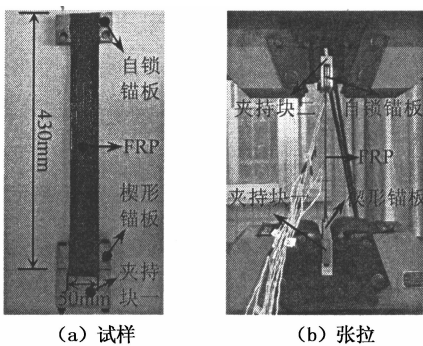 自锁
锚板
430mm
FRP
楔形
锚板
50mm
夹持
块一
夹持块二
自锁锚板
FRP
夹持块一
楔形锚板
(a) 试样
(b) 张拉